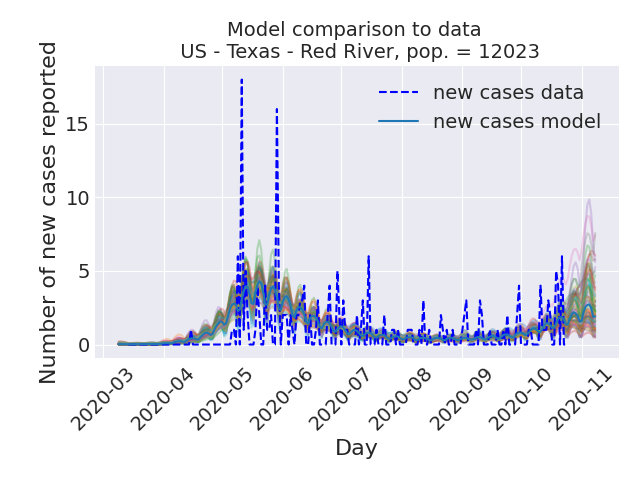 Model comparison to data
US - Texas - Red River, pop. = 12023
new cases data
new cases model
Number of new cases reported
15
10
5
0
2020-03
2020-04
2020-05
2020-06
2020-07
2020-08
2020-09
2020-10
2020-11
Day